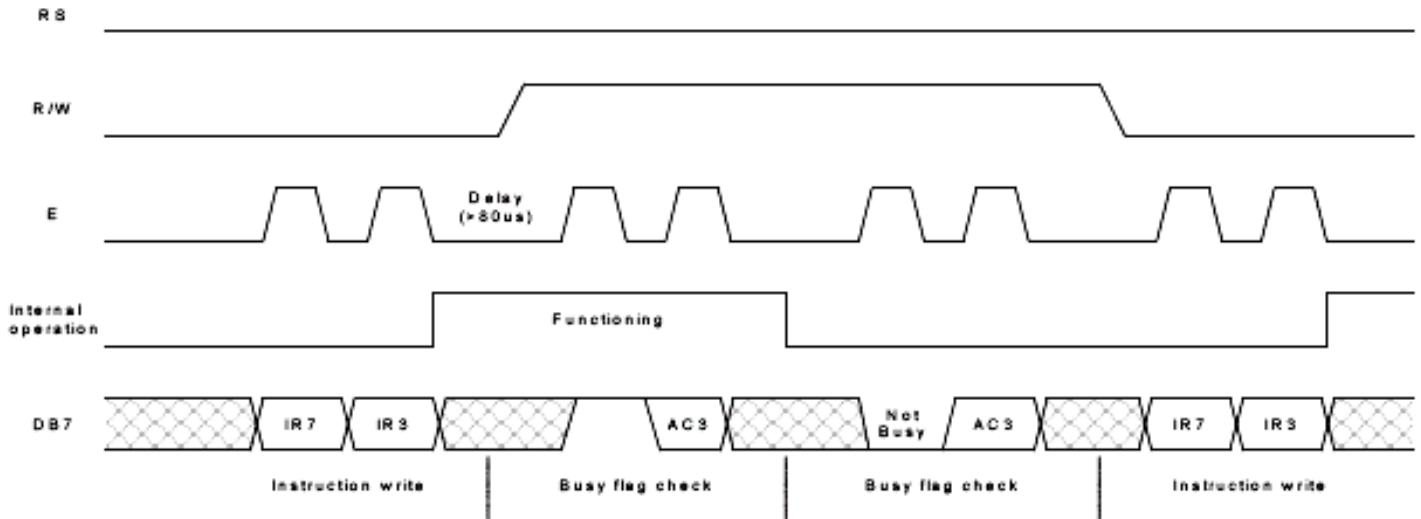 RS
R/W
E
Delay
(>80us)
Internal
operation
Functioning
DB7
IR7
IR3
AC3
Not
Busy
AC3
IR7
IR3
Instruction write
Busy flag check
Busy flag check
Instruction write